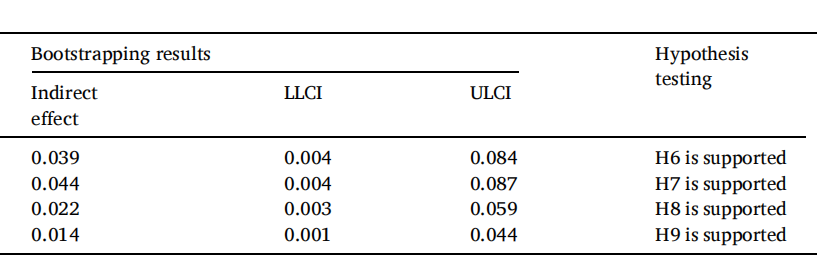 Bootstrapping results Hypothesis
testing
Indirect LLCI ULCI
effect
0.039 0.004 0.084 H6 is supported
0.044 0.004 0.087 H7 is supported
0.022 0.003 0.059 H8 is supported
0.014 0.001 0.044 H9 is supported